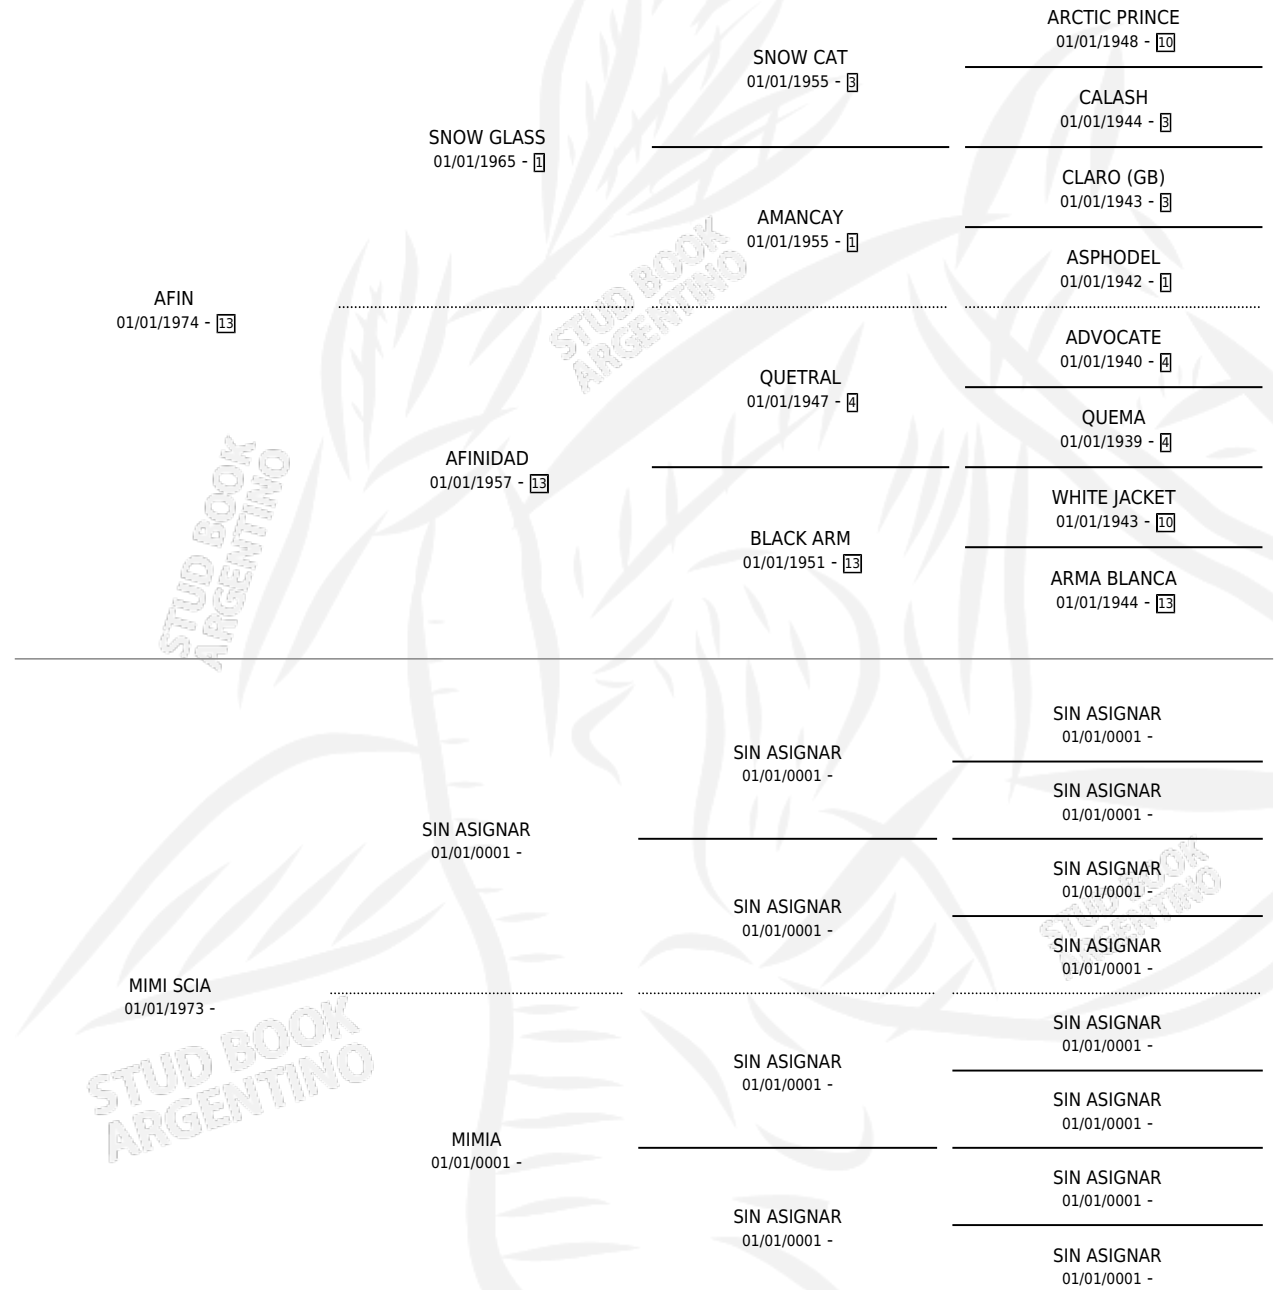 ARCTIC PRINCE
01/01/1948 - 10
SNOW CAT
01/01/1955 - 3
CALASH
01/01/1944 - 3
SNOW GLASS
01/01/1965 - 1
CLARO (GB)
01/01/1943 - 3
AMANCAY
01/01/1955 - 1
ASPHODEL
01/01/1942 - 1
STUD BOOK
ARGENTINO
AFIN
01/01/1974 - 13
ADVOCATE
01/01/1940 - 4
QUETRAL
01/01/1947 - 4
QUEMA
01/01/1939 - 4
AFINIDAD
01/01/1957 - 13
WHITE JACKET
01/01/1943 - 10
BLACK ARM
01/01/1951 - 13
ARMA BLANCA
01/01/1944 - 13
STUD BOOK
ARGENTINO
SIN ASIGNAR
01/01/0001 -
SIN ASIGNAR
01/01/0001 -
SIN ASIGNAR
01/01/0001 -
SIN ASIGNAR
01/01/0001 -
SIN ASIGNAR
01/01/0001 -
SIN ASIGNAR
01/01/0001 -
SIN ASIGNAR
01/01/0001 -
STUD BOOK
ARGENTINO
MIMI SCIA
01/01/1973 -
SIN ASIGNAR
01/01/0001 -
SIN ASIGNAR
01/01/0001 -
SIN ASIGNAR
01/01/0001 -
STUD BOOK
ARGENTINO
MIMIA
01/01/0001 -
SIN ASIGNAR
01/01/0001 -
SIN ASIGNAR
01/01/0001 -
SIN ASIGNAR
01/01/0001 -